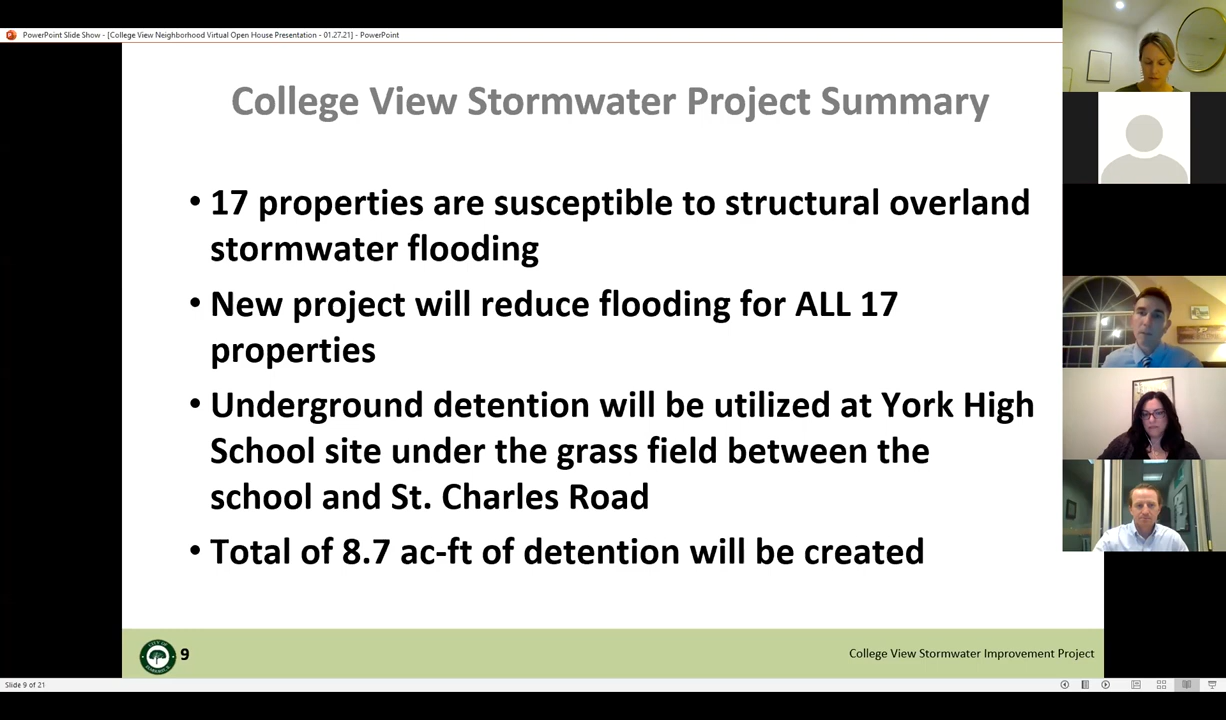 PowerPoint Slide Show - [College View Neighborhood Virtual Open House Presentation - 01.27.21] - PowerPoint
College View Stormwater Project Summary
• 17 properties are susceptible to structural overland
stormwater flooding
• New project will reduce flooding for ALL 17
properties
• Underground detention will be utilized at York High
School site under the grass field between the
school and St. Charles Road
• Total of 8.7 ac-ft of detention will be created
9
College View Stormwater Improvement Project
Slide 9 of 21